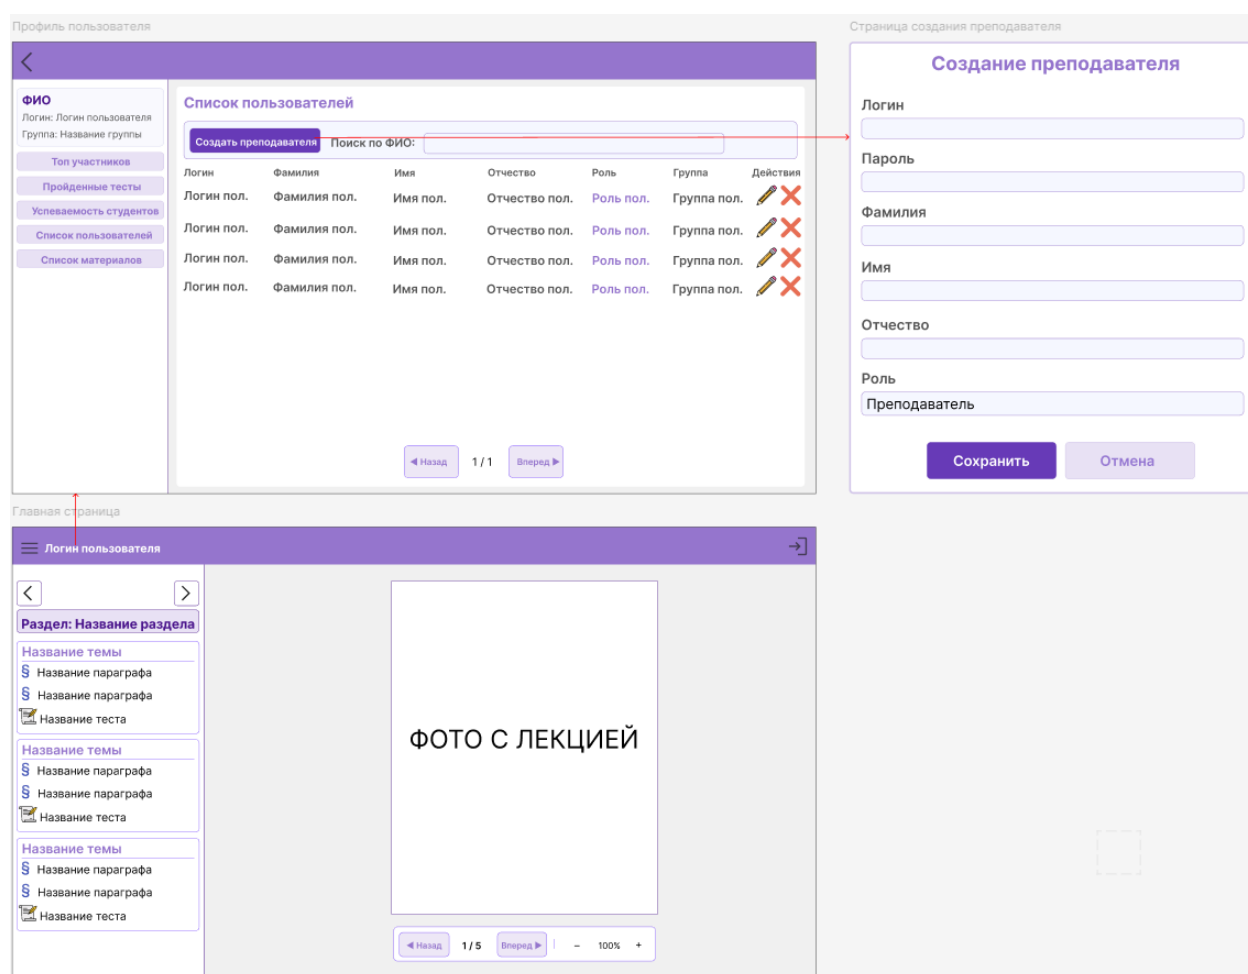 Профиль пользователя
ФИО
Логин: Логин пользователя
Группа: Название группы
Топ участников
Пройденные тесты
Успеваемость студентов
Список пользователей
Список материалов
Список пользователей
Создать преподавателя Поиск по ФИО:
Логин Фамилия Имя Отчество Роль Группа Действия
Логин пол. Фамилия пол. Имя пол. Отчество пол. Роль пол. Группа пол.
Логин пол. Фамилия пол. Имя пол. Отчество пол. Роль пол. Группа пол.
Логин пол. Фамилия пол. Имя пол. Отчество пол. Роль пол. Группа пол.
Логин пол. Фамилия пол. Имя пол. Отчество пол. Роль пол. Группа пол.
◀ Назад 1 / 1 Вперед ▶
Страница создания преподавателя
Создание преподавателя
Логин
Пароль
Фамилия
Имя
Отчество
Роль
Преподаватель
Сохранить Отмена
Главная страница
Логин пользователя
Раздел: Название раздела
Название темы
§ Название параграфа
§ Название параграфа
Название теста
Название темы
§ Название параграфа
§ Название параграфа
Название теста
Название темы
§ Название параграфа
§ Название параграфа
Название теста
ФОТО С ЛЕКЦИЕЙ
◀ Назад 1 / 5 Вперед ▶ | – 100% +